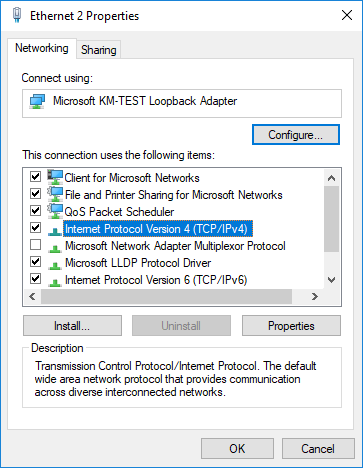 Ethernet 2 Properties
Networking
Sharing
Connect using:
Microsoft KM-TEST Loopback Adapter
Configure...
This connection uses the following items:
Client for Microsoft Networks
File and Printer Sharing for Microsoft Networks
QoS Packet Scheduler
Internet Protocol Version 4 (TCP/IPv4)
Microsoft Network Adapter Multiplexor Protocol
Microsoft LLDP Protocol Driver
Internet Protocol Version 6 (TCP/IPv6)
Install...
Uninstall
Properties
Description
Transmission Control Protocol/Internet Protocol. The default
wide area network protocol that provides communication
across diverse interconnected networks.
OK
Cancel